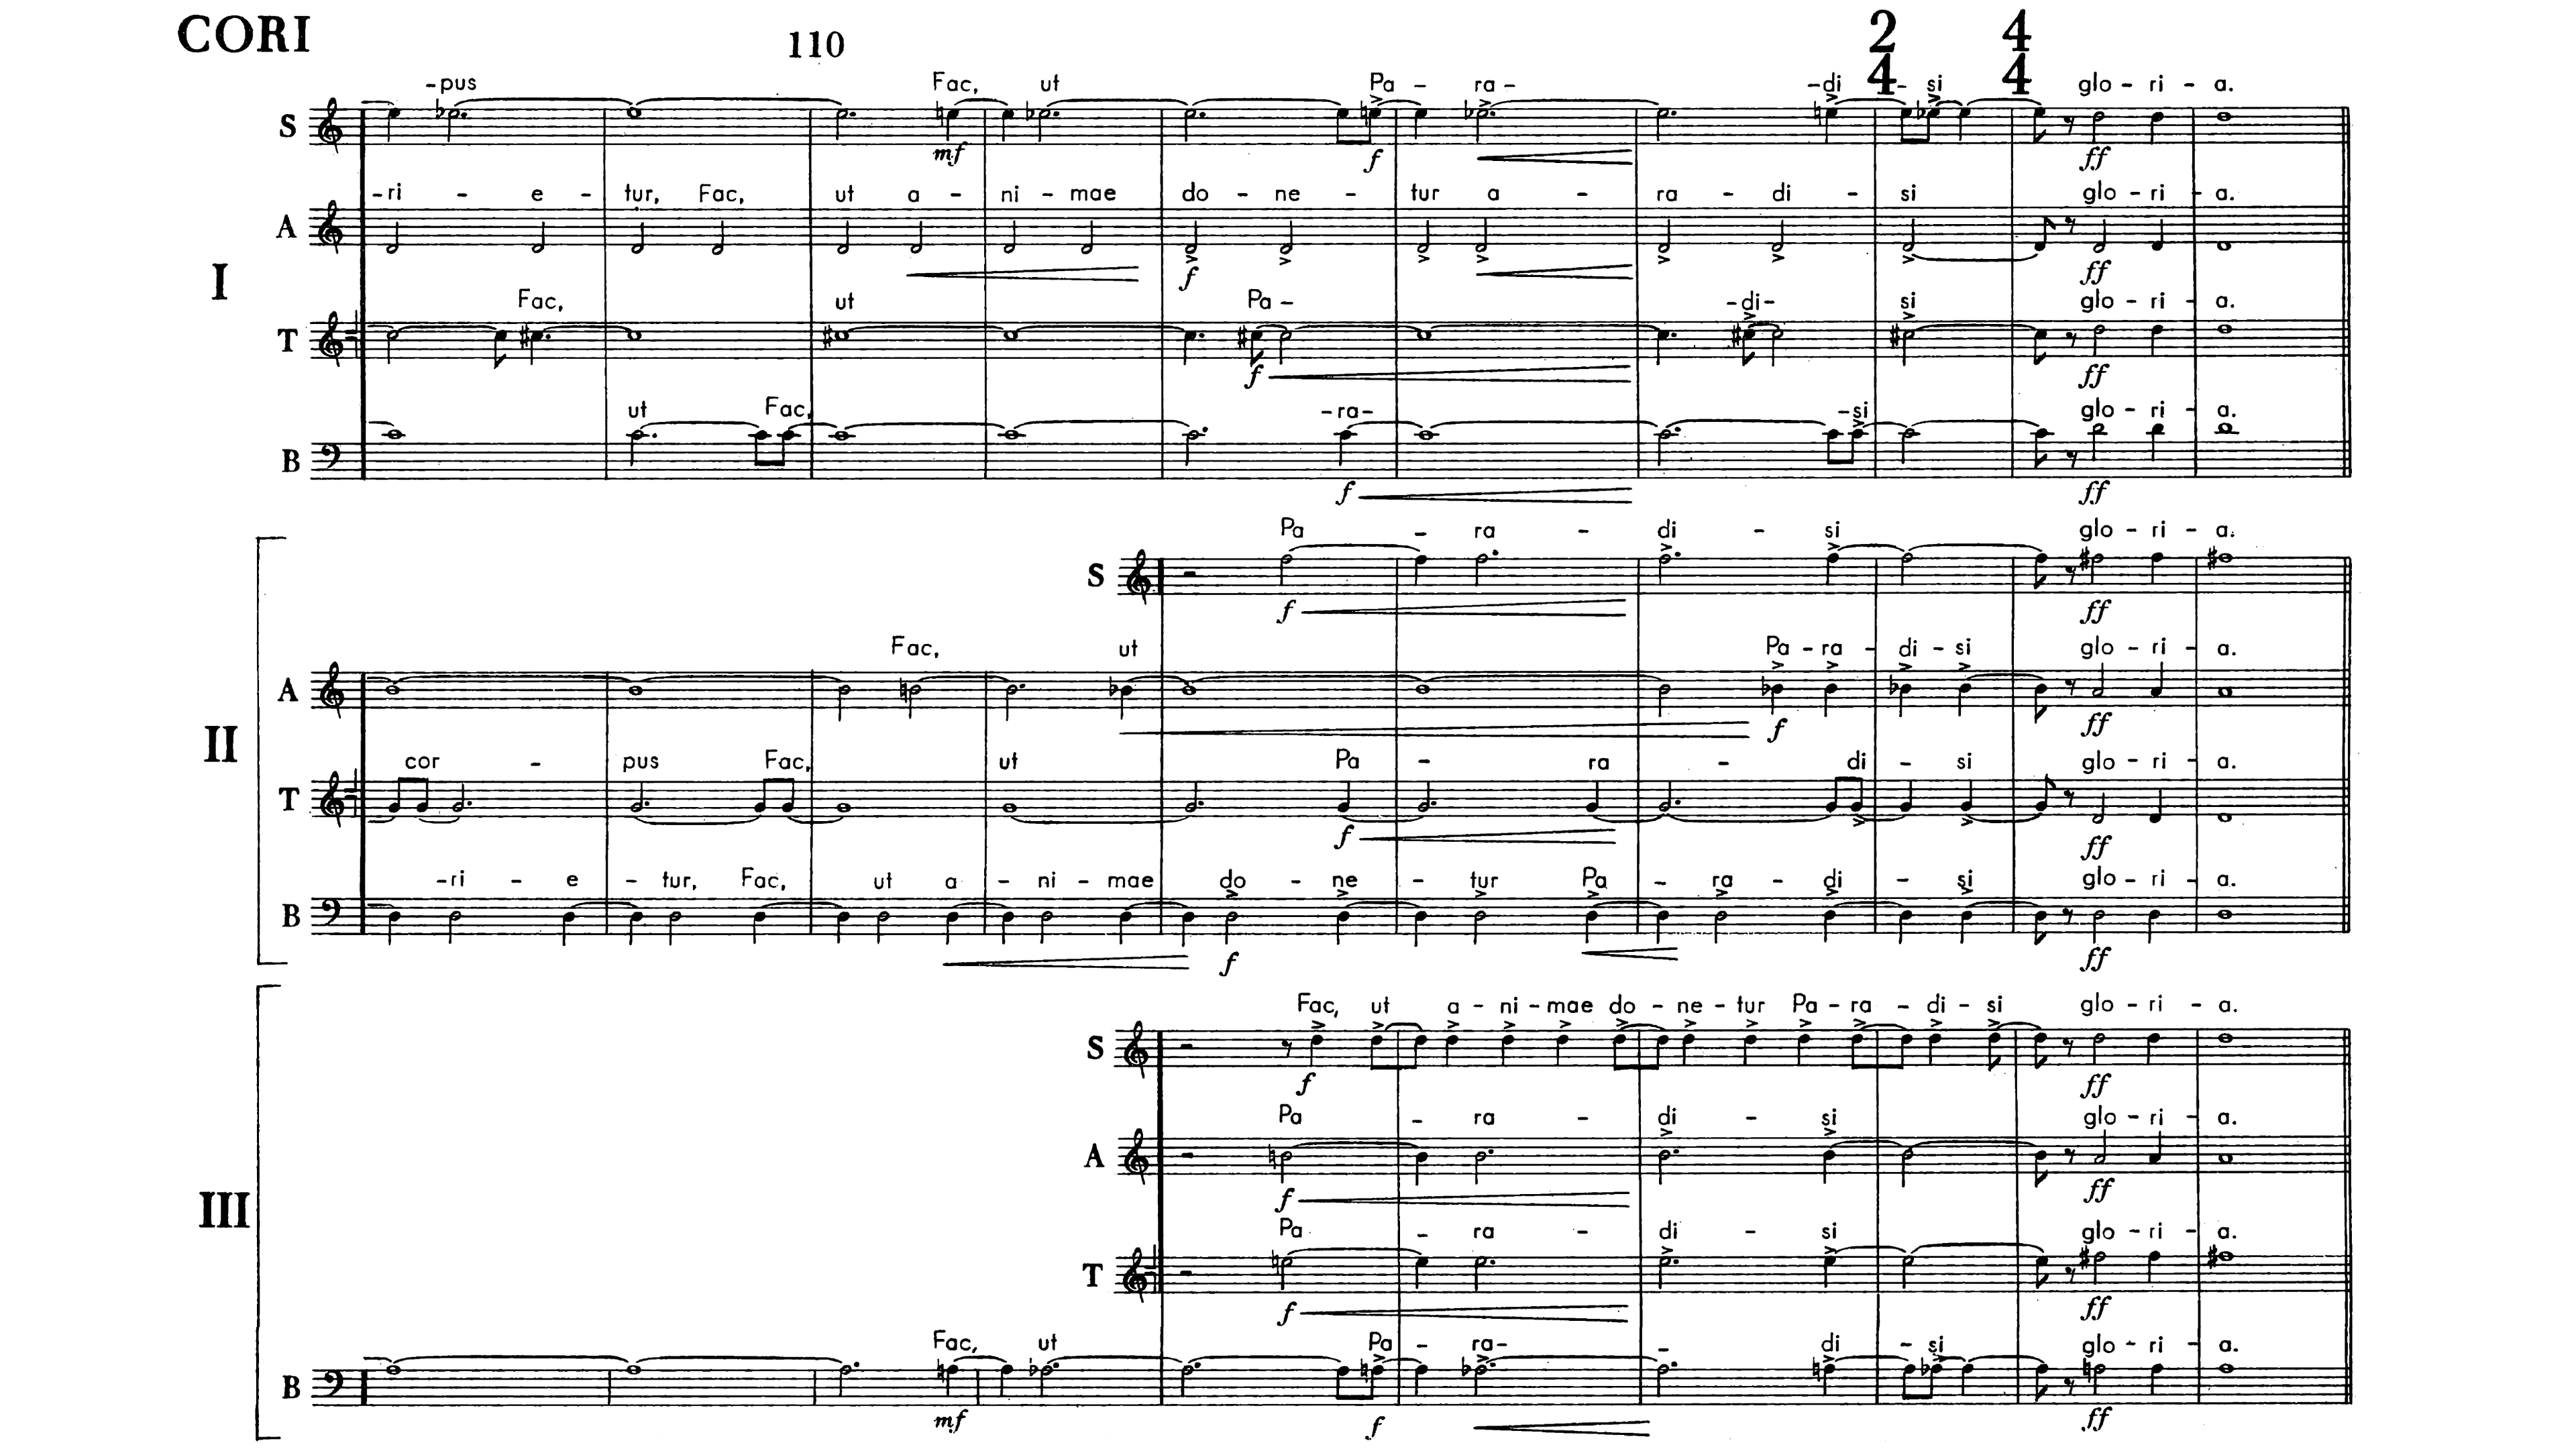 CORI 110 2 4
4 4
-pus Fac, ut Pa - ra - -di - si glo - ri - a.
S
mf f ff
-ri - e - tur, Fac, ut a - ni - mae do - ne - tur a - ra - di - si glo - ri - a.
A
f ff
I
Fac, ut Pa - -di- si glo - ri - a.
T
f ff
ut Fac, -ra- -si glo - ri - a.
B
f ff
Pa - ra - di - si glo - ri - a.
S
f ff
Fac, ut Pa - ra - di - si glo - ri - a.
A
f ff
II
cor - pus Fac, ut Pa - ra - di - si glo - ri - a.
T
f ff
-ri - e - tur, Fac, ut a - ni - mae do - ne - tur Pa - ra - di - si glo - ri - a.
B
f ff
Fac, ut a - ni - mae do - ne - tur Pa - ra - di - si glo - ri - a.
S
f ff
Pa - ra - di - si glo - ri - a.
A
f ff
III
Pa - ra - di - si glo - ri - a.
T
f ff
Fac, ut Pa - ra- - di - si glo - ri - a.
B
mf f ff